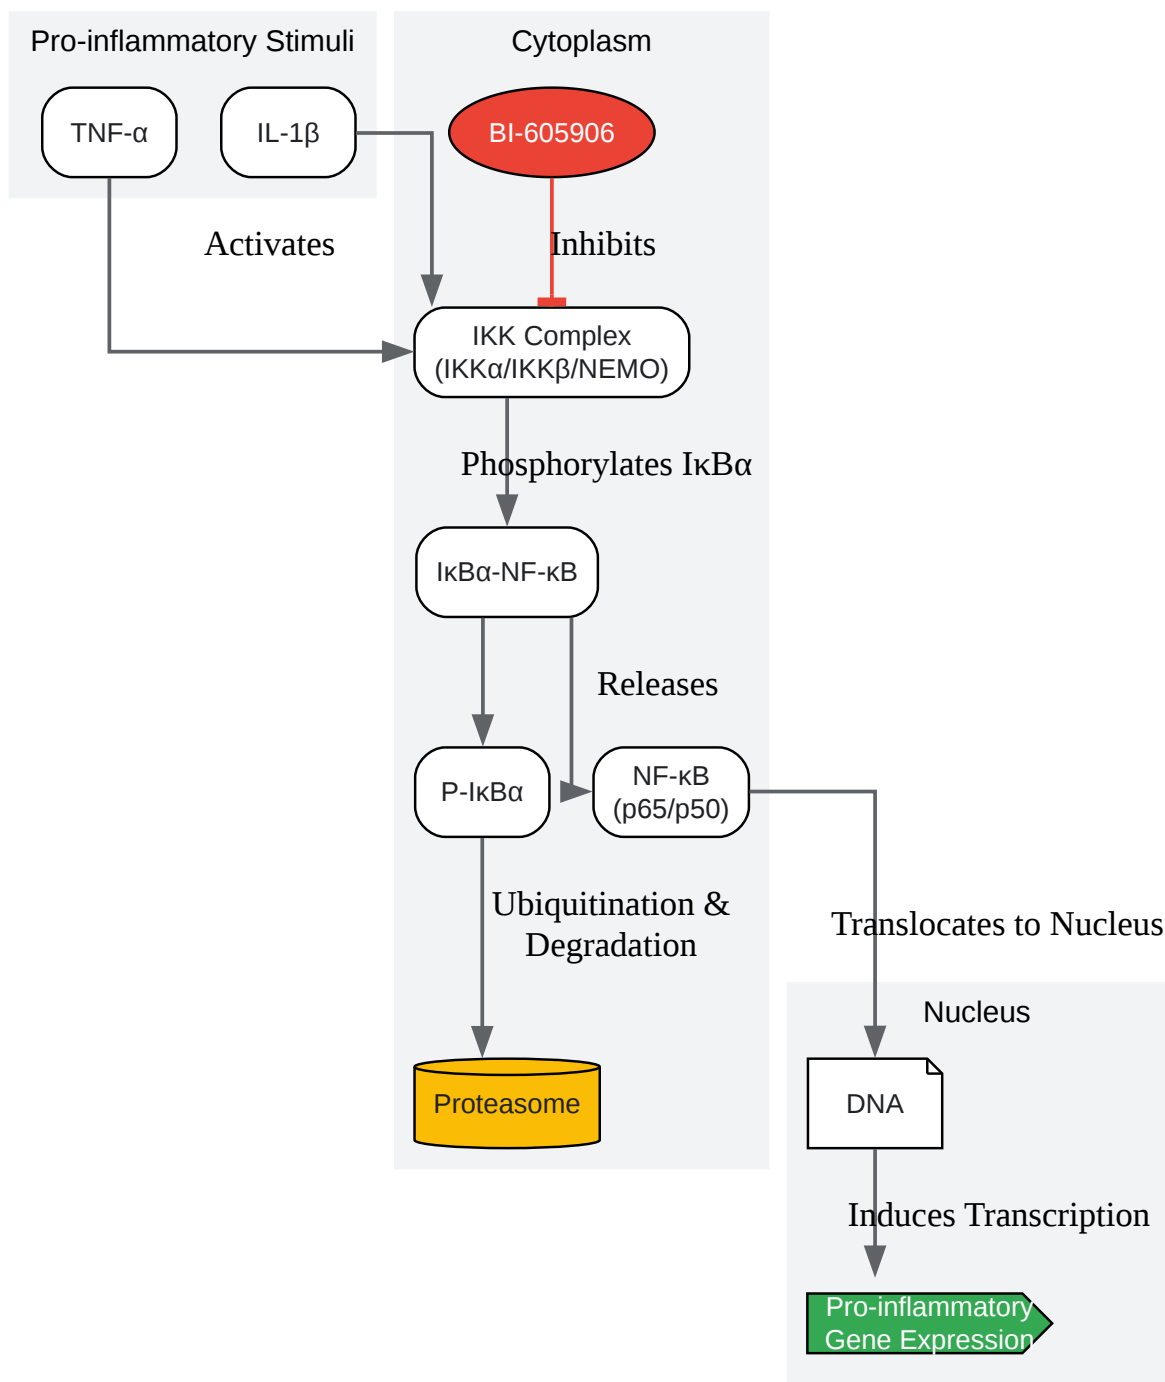 Pro-inflammatory Stimuli
Cytoplasm
TNF-α
IL-1β
BI-605906
Activates
Inhibits
IKK Complex
(IKKα/IKKβ/NEMO)
Phosphorylates IκBα
IκBα-NF-κB
Releases
P-IκBα
NF-κB
(p65/p50)
Ubiquitination &
Degradation
Translocates to Nucleus
Nucleus
Proteasome
DNA
Induces Transcription
Pro-inflammatory
Gene Expression